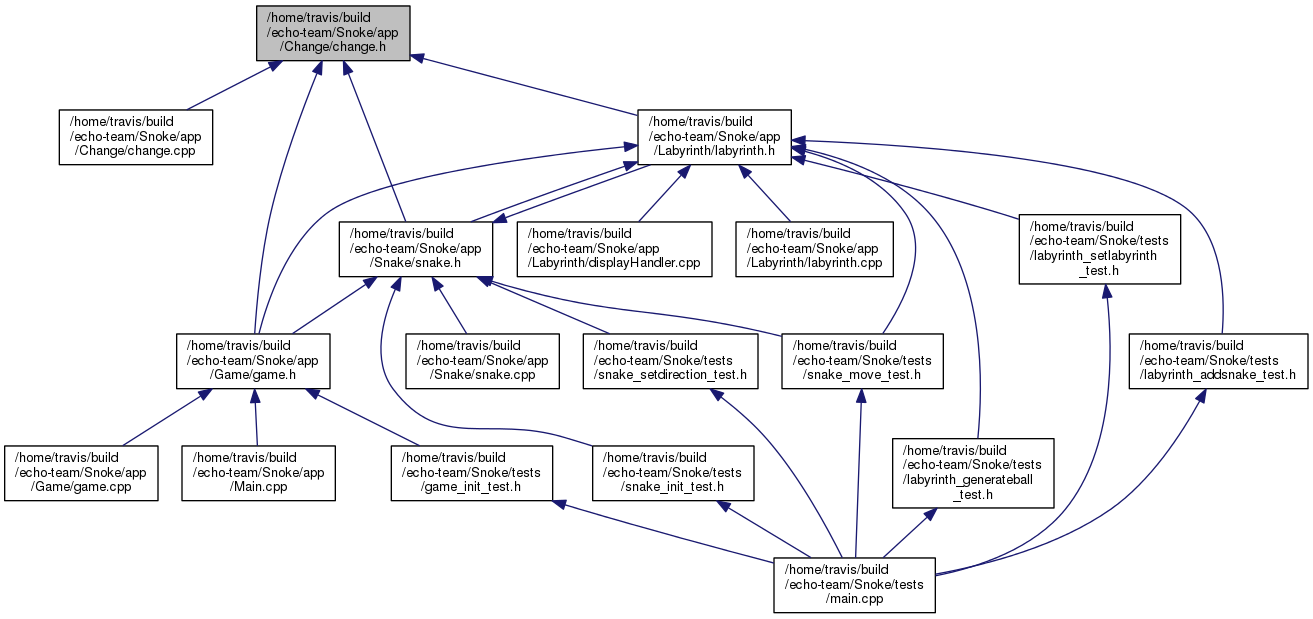 /home/travis/build
/echo-team/Snoke/app
/Change/change.h
/home/travis/build
/echo-team/Snoke/app
/Change/change.cpp
/home/travis/build
/echo-team/Snoke/app
/Labyrinth/labyrinth.h
/home/travis/build
/echo-team/Snoke/app
/Snake/snake.h
/home/travis/build
/echo-team/Snoke/app
/Labyrinth/displayHandler.cpp
/home/travis/build
/echo-team/Snoke/app
/Labyrinth/labyrinth.cpp
/home/travis/build
/echo-team/Snoke/tests
/labyrinth_setlabyrinth
_test.h
/home/travis/build
/echo-team/Snoke/app
/Game/game.h
/home/travis/build
/echo-team/Snoke/app
/Snake/snake.cpp
/home/travis/build
/echo-team/Snoke/tests
/snake_setdirection_test.h
/home/travis/build
/echo-team/Snoke/tests
/snake_move_test.h
/home/travis/build
/echo-team/Snoke/tests
/labyrinth_addsnake_test.h
/home/travis/build
/echo-team/Snoke/app
/Game/game.cpp
/home/travis/build
/echo-team/Snoke/app
/Main.cpp
/home/travis/build
/echo-team/Snoke/tests
/game_init_test.h
/home/travis/build
/echo-team/Snoke/tests
/snake_init_test.h
/home/travis/build
/echo-team/Snoke/tests
/labyrinth_generateball
_test.h
/home/travis/build
/echo-team/Snoke/tests
/main.cpp